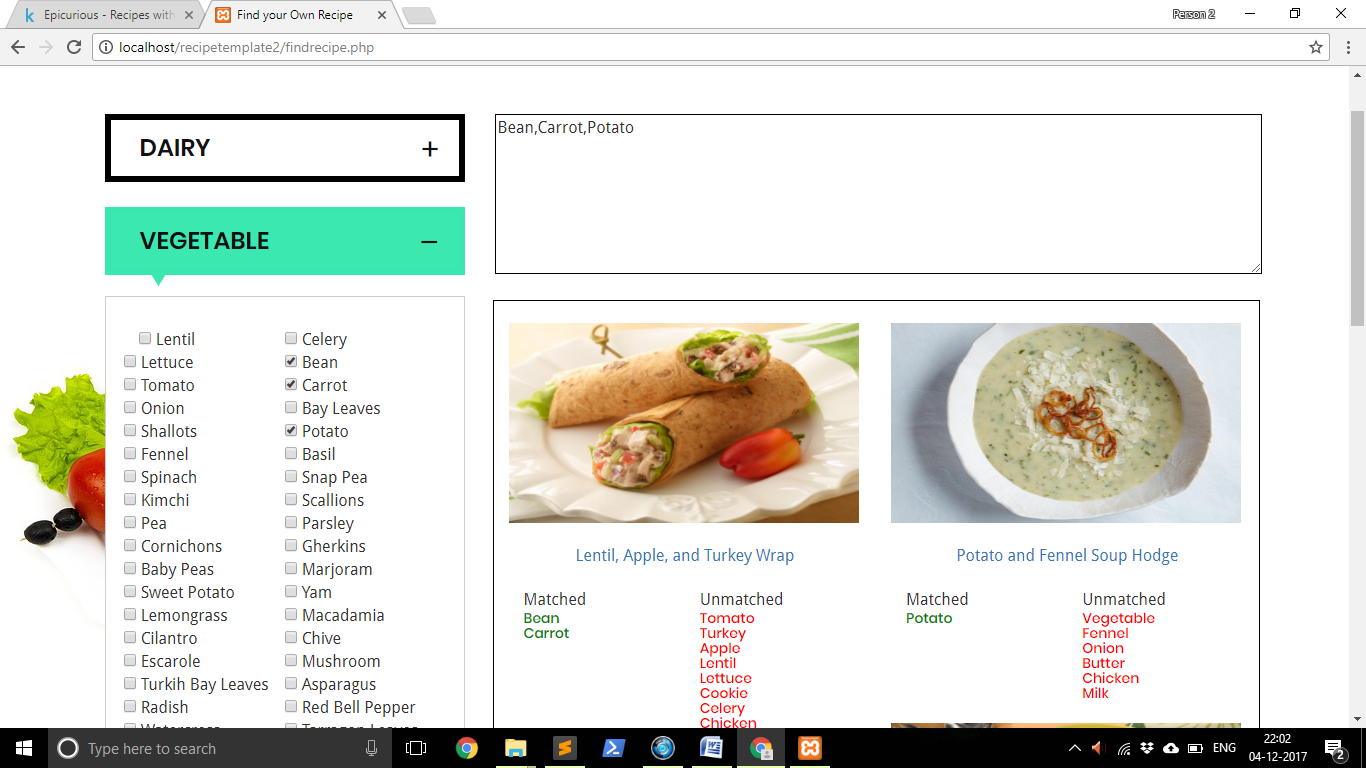 Epicurious - Recipes with
Find your Own Recipe
Person 2
localhost/recipetemplate2/findrecipe.php
DAIRY +
VEGETABLE −
Lentil
Lettuce
Tomato
Onion
Shallots
Fennel
Spinach
Kimchi
Pea
Cornichons
Baby Peas
Sweet Potato
Lemongrass
Cilantro
Escarole
Turkih Bay Leaves
Radish
Watercress
Celery
Bean
Carrot
Bay Leaves
Potato
Basil
Snap Pea
Scallions
Parsley
Gherkins
Marjoram
Yam
Macadamia
Chive
Mushroom
Asparagus
Red Bell Pepper
Tarragon Leaves
Bean,Carrot,Potato
Lentil, Apple, and Turkey Wrap
Matched
Bean
Carrot
Unmatched
Tomato
Turkey
Apple
Lentil
Lettuce
Cookie
Celery
Chicken
Potato and Fennel Soup Hodge
Matched
Potato
Unmatched
Vegetable
Fennel
Onion
Butter
Chicken
Milk
Type here to search
ENG
22:02
04-12-2017
2